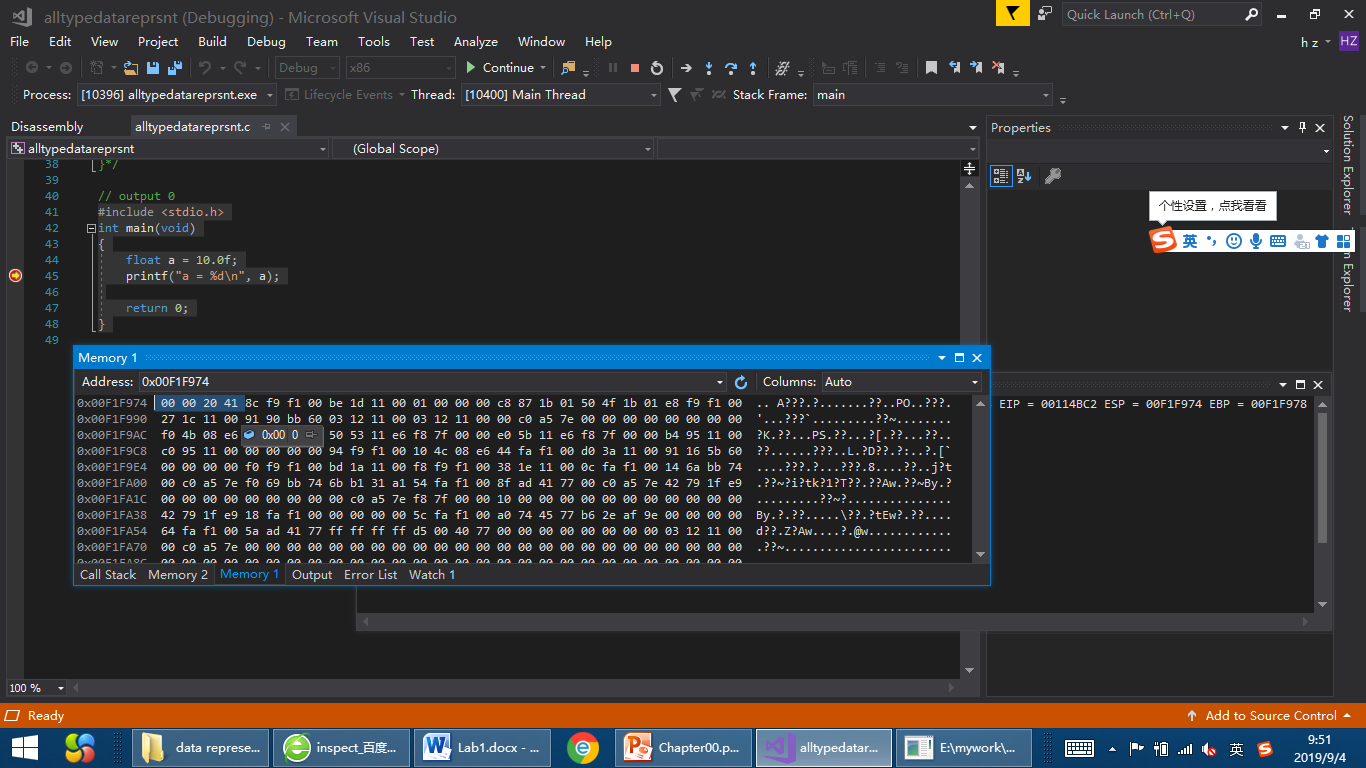 alltypedatareprsnt (Debugging) - Microsoft Visual Studio
Quick Launch (Ctrl+Q)
File Edit View Project Build Debug Team Tools Test Analyze Window Help
h z HZ
Debug x86 Continue
Process: [10396] alltypedatareprsnt.exe Lifecycle Events Thread: [10400] Main Thread Stack Frame: main
Disassembly alltypedatareprsnt.c
alltypedatareprsnt (Global Scope)
38 }*/
39
40 // output 0
41 #include <stdio.h>
42 int main(void)
43 {
44 float a = 10.0f;
45 printf("a = %d\n", a);
46
47 return 0;
48 }
49
Properties
Solution Explorer
m Explorer
个性设置，点我看看
英
Memory 1
Address: 0x00F1F974 Columns: Auto
0x00F1F974 00 00 20 41 8c f9 f1 00 be 1d 11 00 01 00 00 00 c8 87 1b 01 50 4f 1b 01 e8 f9 f1 00 .. A???.?.......??..PO..???.
0x00F1F990 27 1c 11 00 91 90 bb 60 03 12 11 00 03 12 11 00 00 c0 a5 7e 00 00 00 00 00 00 00 00 '...???`........??~........
0x00F1F9AC f0 4b 08 e6 50 53 11 e6 f8 7f 00 00 e0 5b 11 e6 f8 7f 00 00 b4 95 11 00 ?K.??...PS.??...?[.??...??..
0x00 0
0x00F1F9C8 c0 95 11 00 00 00 00 00 94 f9 f1 00 10 4c 08 e6 44 fa f1 00 d0 3a 11 00 91 16 5b 60 ??......???..L.?D??.?:..?.[`
0x00F1F9E4 00 00 00 00 f0 f9 f1 00 bd 1a 11 00 f8 f9 f1 00 38 1e 11 00 0c fa f1 00 14 6a bb 74 ....???.?...???.8....??..j?t
0x00F1FA00 00 c0 a5 7e f0 69 bb 74 6b b1 31 a1 54 fa f1 00 8f ad 41 77 00 c0 a5 7e 42 79 1f e9 .??~?i?tk?1?T??.??Aw.??~By.?
0x00F1FA1C 00 00 00 00 00 00 00 00 00 c0 a5 7e f8 7f 00 10 00 00 00 00 00 00 00 00 00 00 00 00
0x00F1FA38 42 79 1f e9 18 fa f1 00 00 00 00 00 5c fa f1 00 a0 74 45 77 b6 2e af 9e 00 00 00 00 By.?.??.....\??.?tEw?.??....
0x00F1FA54 64 fa f1 00 5a ad 41 77 ff ff ff ff d5 00 40 77 00 00 00 00 00 00 00 00 03 12 11 00 d??.Z?Aw....?.@w............
0x00F1FA70 00 c0 a5 7e 00 00 00 00 00 00 00 00 00 00 00 00 00 00 00 00 00 00 00 00 00 00 00 00 .??~........................
EIP = 00114BC2 ESP = 00F1F974 EBP = 00F1F978
Call Stack Memory 2 Memory 1 Output Error List Watch 1
100 %
Ready Add to Source Control
data represe... inspect_百度... Lab1.docx - ... Chapter00.p... alltypedatar... E:\mywork\... 英 9:51
2019/9/4